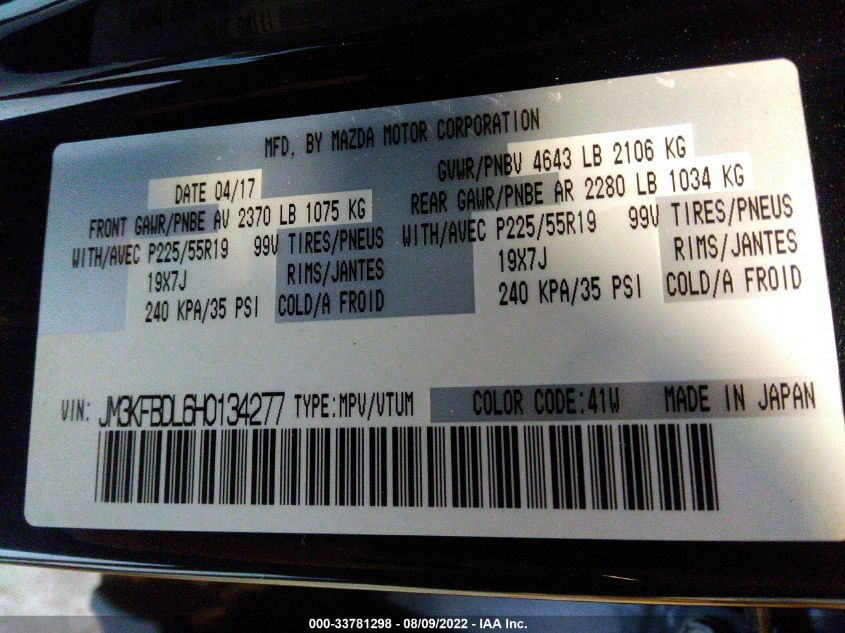 MFD. BY MAZDA MOTOR CORPORATION
DATE 04/17
GVWR/PNBV 4643 LB 2106 KG
FRONT GAWR/PNBE AV 2370 LB 1075 KG
WITH/AVEC P225/55R19 99V TIRES/PNEUS
19X7J RIMS/JANTES
240 KPA/35 PSI COLD/A FROID
REAR GAWR/PNBE AR 2280 LB 1034 KG
WITH/AVEC P225/55R19 99V TIRES/PNEUS
19X7J RIMS/JANTES
240 KPA/35 PSI COLD/A FROID
VIN: JM3KFBDL6H0134277 TYPE:MPV/VTUM COLOR CODE:41W MADE IN JAPAN
000-33781298 - 08/09/2022 - IAA Inc.